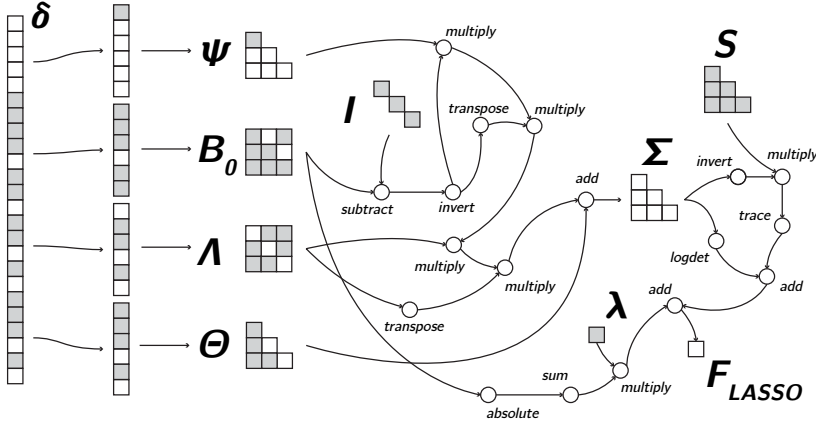 δ
Ψ
multiply
S
I
transpose
multiply
B0
Σ
invert
multiply
add
subtract
invert
trace
Λ
multiply
multiply
logdet
add
λ
add
transpose
Θ
sum
multiply
FLASSO
absolute